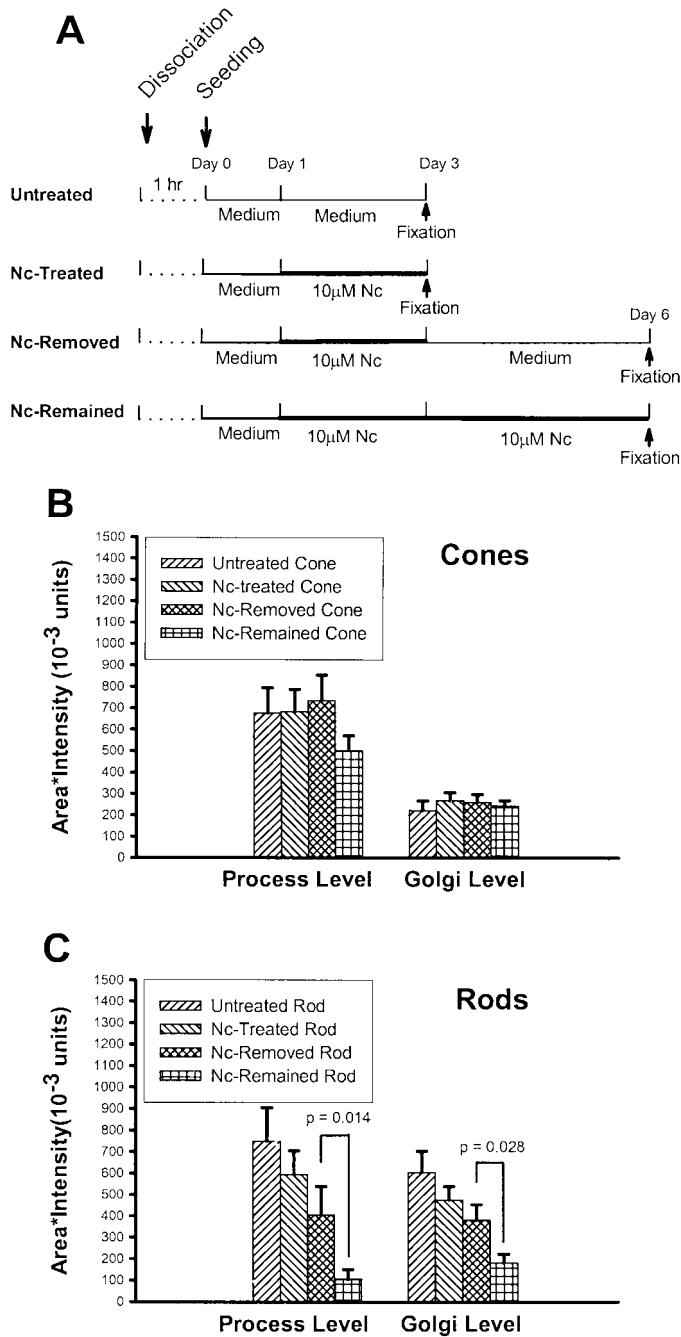 A
Dissociation
Seeding
Day 0 Day 1 Day 3
1 hr
Untreated
Medium Medium
Fixation
Nc-Treated
Medium 10μM Nc
Fixation
Day 6
Nc-Removed
Medium 10μM Nc Medium
Fixation
Nc-Remained
Medium 10μM Nc 10μM Nc
Fixation
B
Cones
Area*Intensity (10-3 units)
1500
1400
1300
1200
1100
1000
900
800
700
600
500
400
300
200
100
0
Untreated Cone
Nc-treated Cone
Nc-Removed Cone
Nc-Remained Cone
Process Level Golgi Level
C
Rods
Area*Intensity(10-3 units)
1500
1400
1300
1200
1100
1000
900
800
700
600
500
400
300
200
100
0
Untreated Rod
Nc-Treated Rod
Nc-Removed Rod
Nc-Remained Rod
p = 0.014
p = 0.028
Process Level Golgi Level